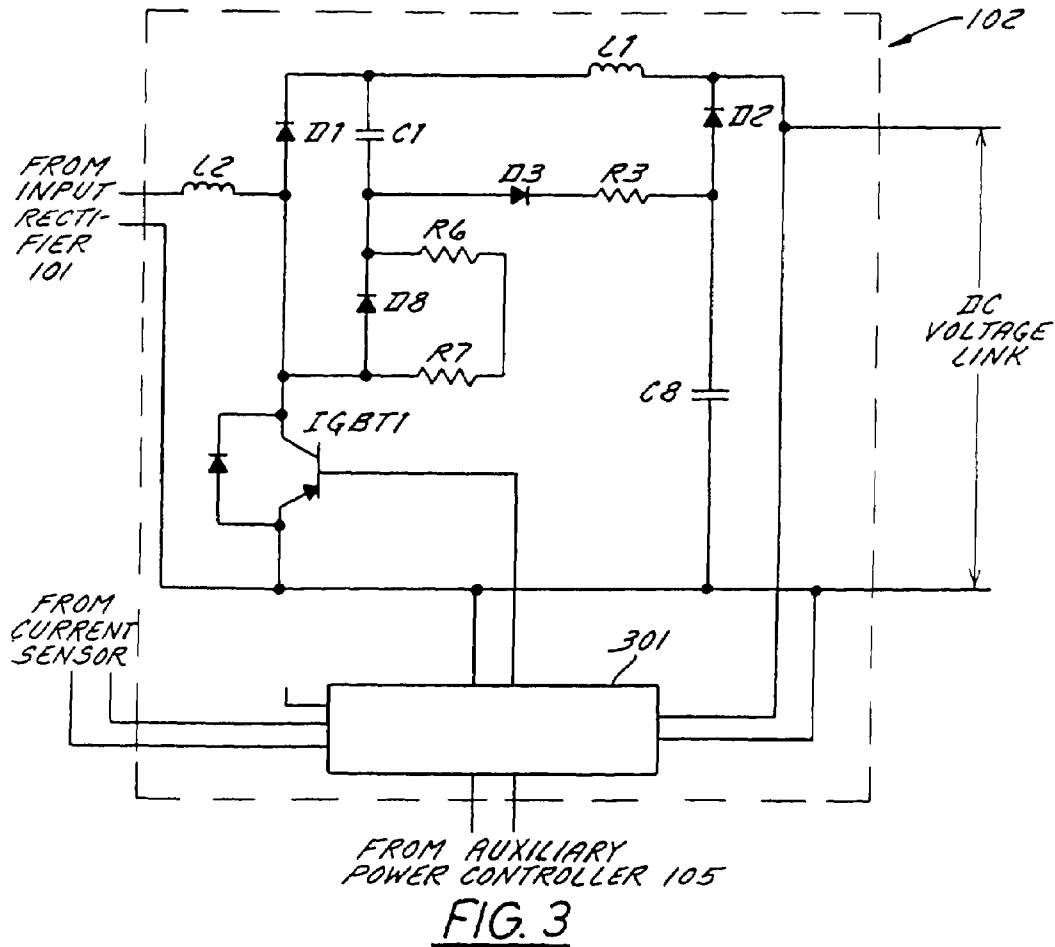 102
L1
D1
C1
D2
L2
D3
R3
FROM
INPUT
RECTI-
FIER
101
R6
D8
R7
DC
VOLTAGE
LINK
C8
IGBT1
FROM
CURRENT
SENSOR
301
FROM AUXILIARY
POWER CONTROLLER 105
FIG. 3